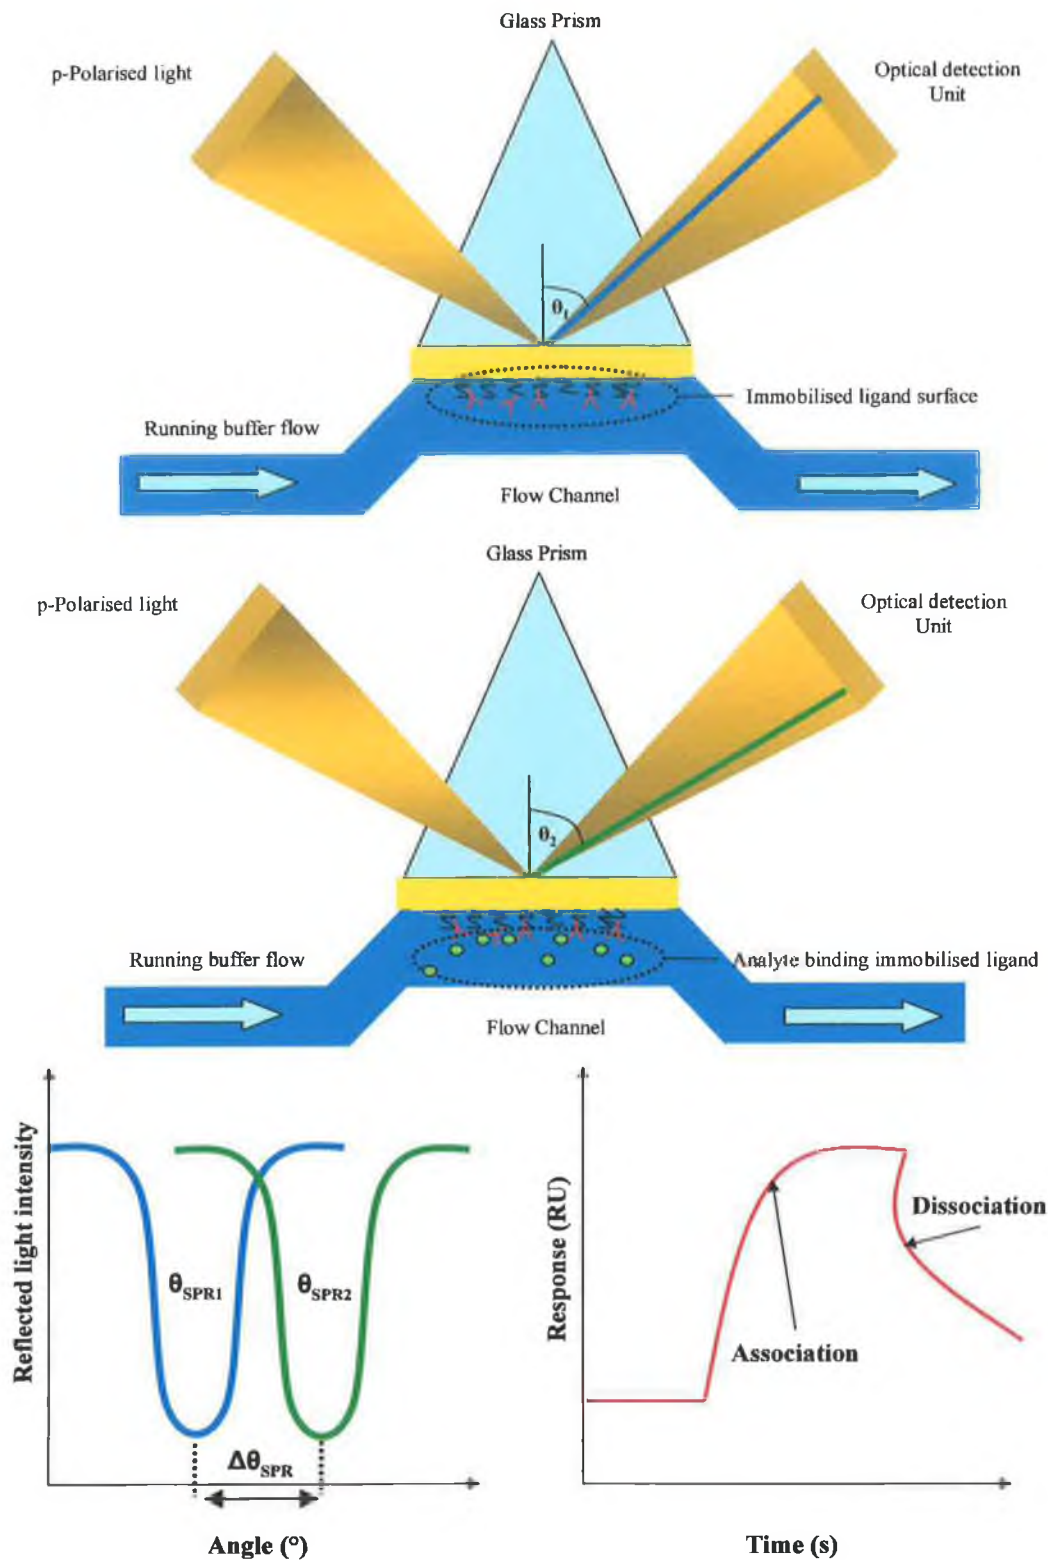 Glass Prism
p-Polarised light
Optical detection
Unit
θ1
Immobilised ligand surface
Running buffer flow
Flow Channel
Glass Prism
p-Polarised light
Optical detection
Unit
θ2
Running buffer flow
Analyte binding immobilised ligand
Flow Channel
Reflected light intensity
θSPR1
θSPR2
ΔθSPR
Angle (°)
Response (RU)
Association
Dissociation
Time (s)